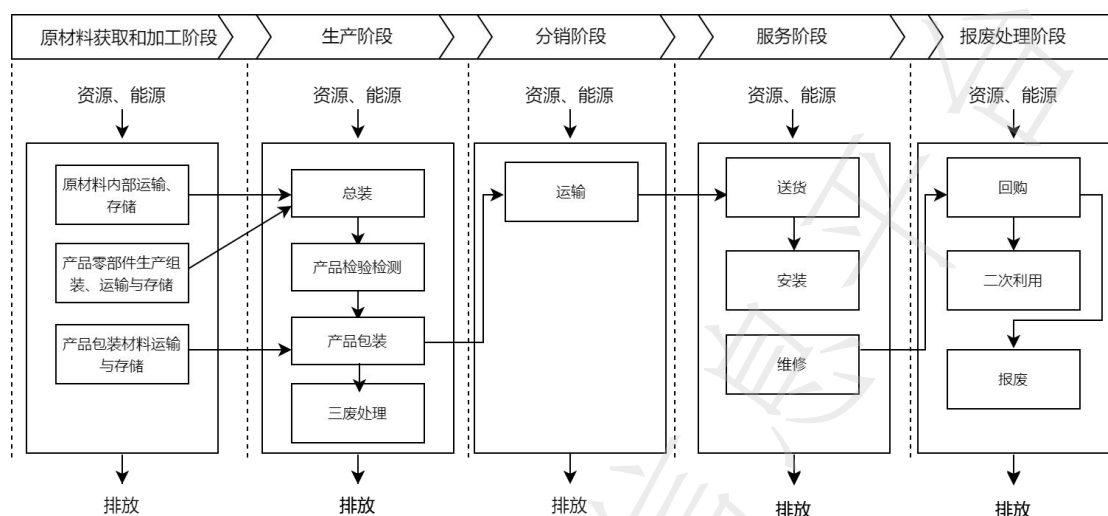 原材料获取和加工阶段
生产阶段
分销阶段
服务阶段
报废处理阶段
资源、能源
资源、能源
资源、能源
资源、能源
原材料内部运输、
存储
产品零部件生产组
装、运输与存储
产品包装材料运输
与存储
总装
产品检验检测
产品包装
三废处理
运输
送货
安装
维修
回购
二次利用
报废
排放
排放
排放
排放
排放